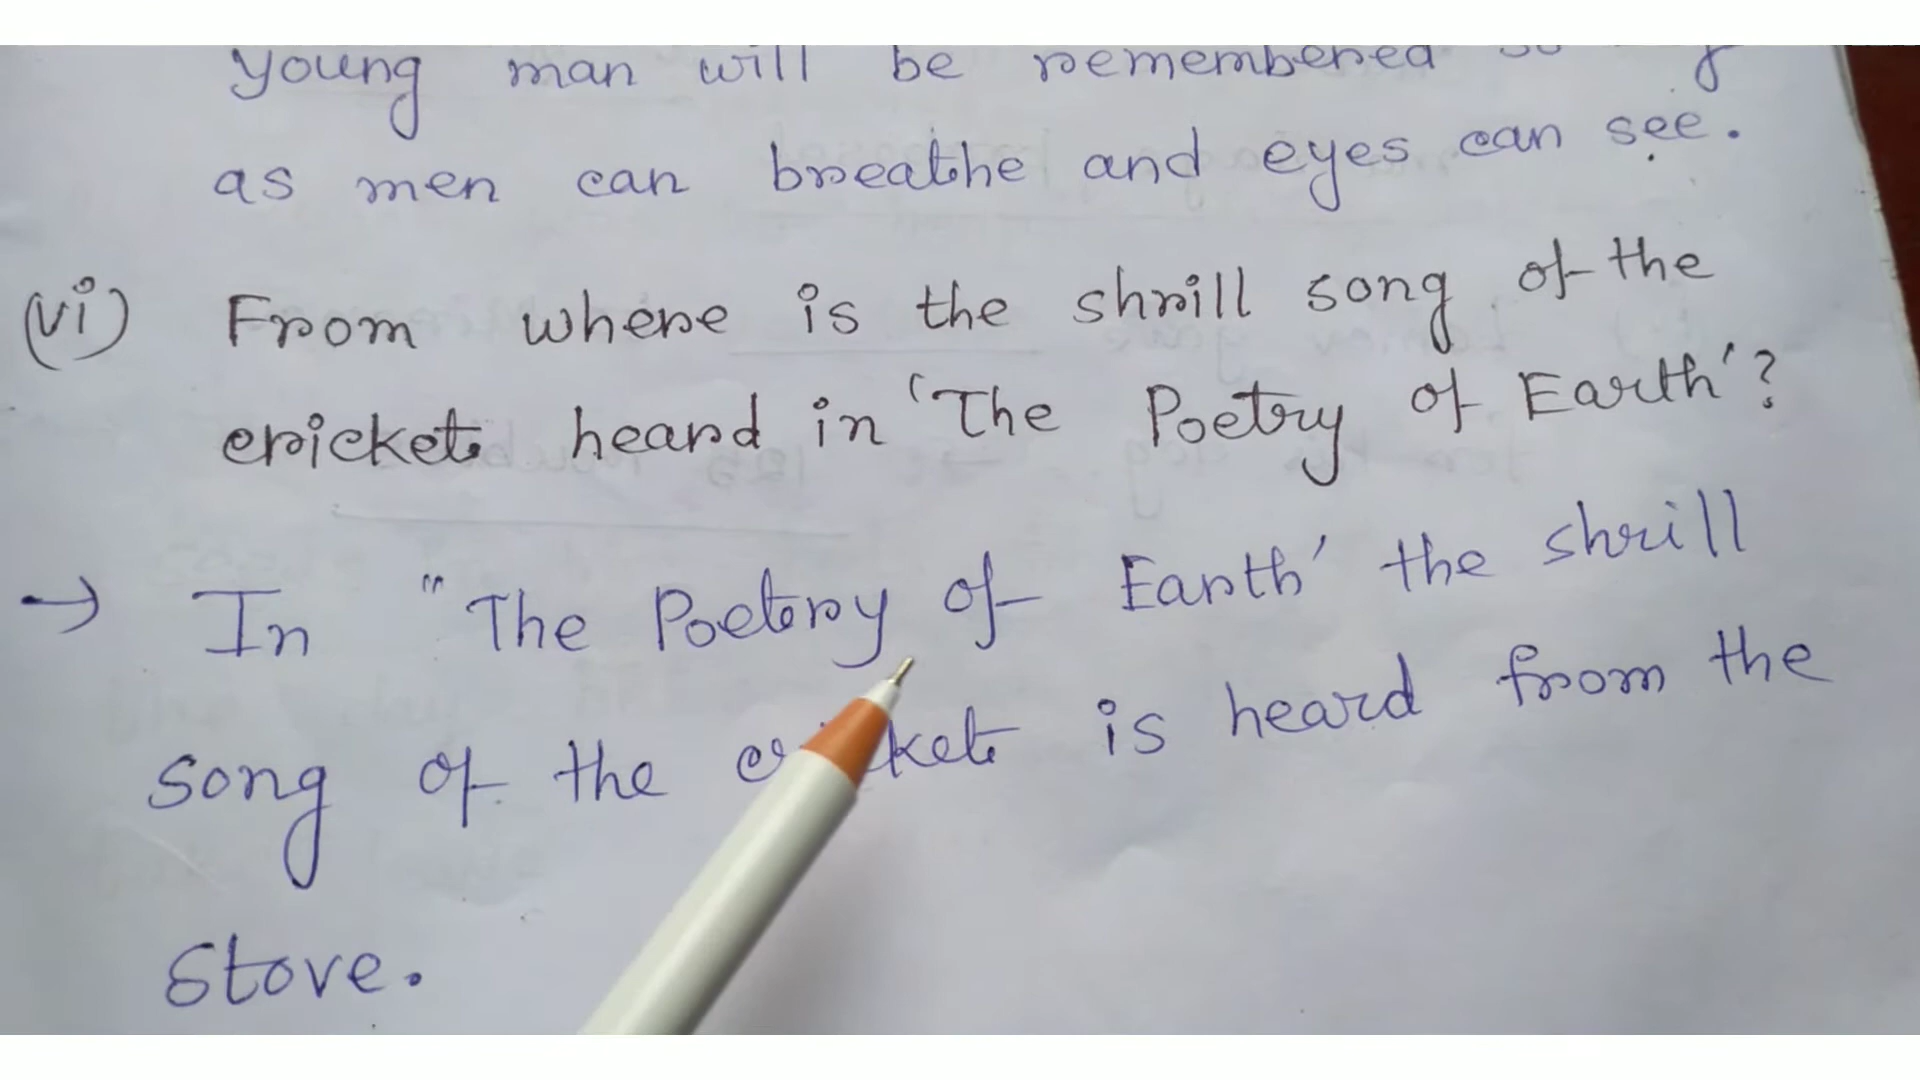 young man will be remembered
as men can breathe and eyes can see.
(vi) From where is the shrill song of the
cricket heard in 'The Poetry of Earth'?
→ In "The Poetry of Earth' the shrill
song of the is heard from the
stove.